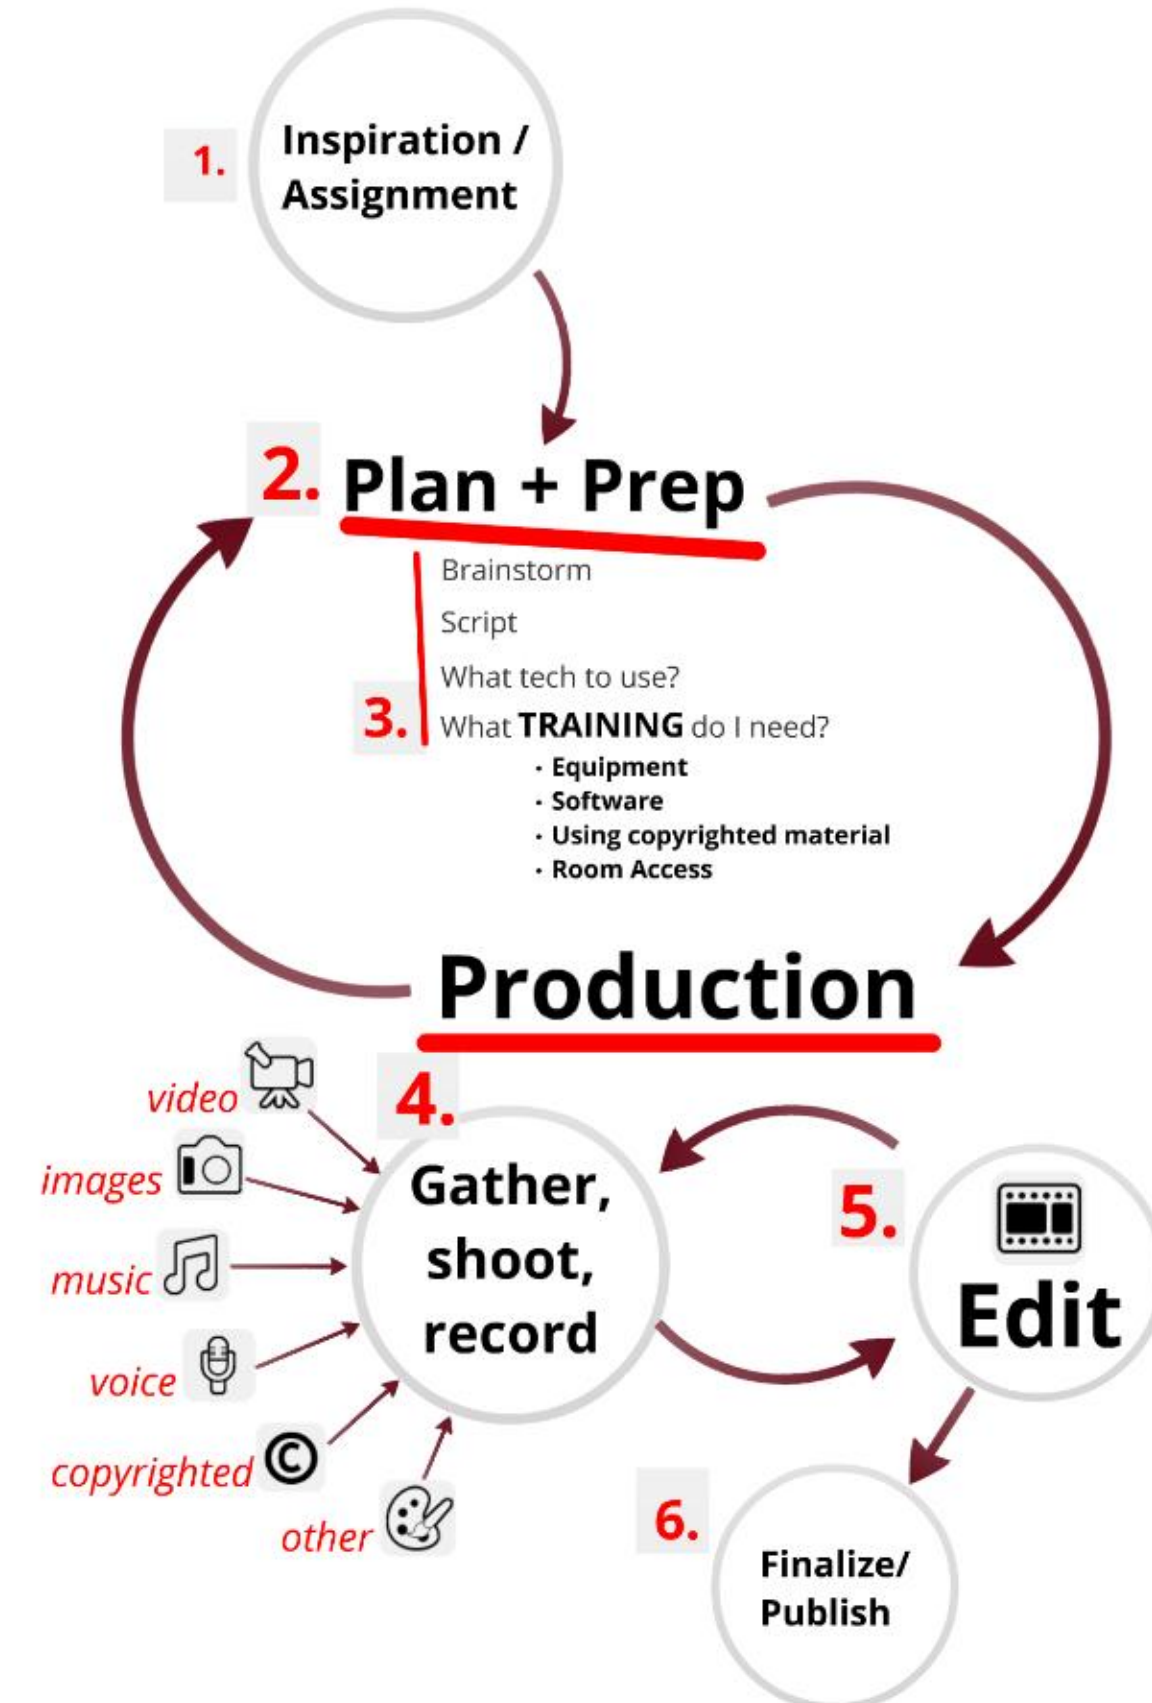 1.
Inspiration /
Assignment
2.
Plan + Prep
Brainstorm
Script
What tech to use?
3.
What TRAINING do I need?
· Equipment
· Software
· Using copyrighted material
· Room Access
Production
4.
Gather,
shoot,
record
video
images
music
voice
copyrighted
©
other
5.
Edit
6.
Finalize/
Publish